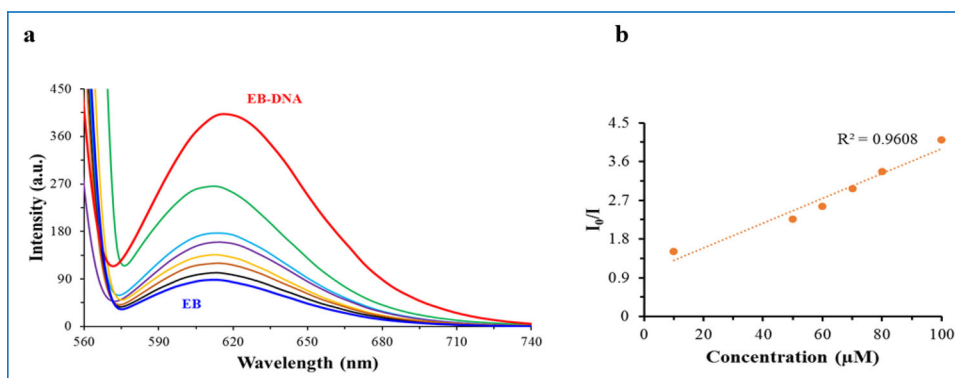 a
450
360
270
180
90
0
Intensity (a.u.)
EB-DNA
EB
560
590
620
650
680
710
740
Wavelength (nm)
b
4.5
3.6
2.7
1.8
0.9
0
I₀/I
R² = 0.9608
0
20
40
60
80
100
Concentration (µM)